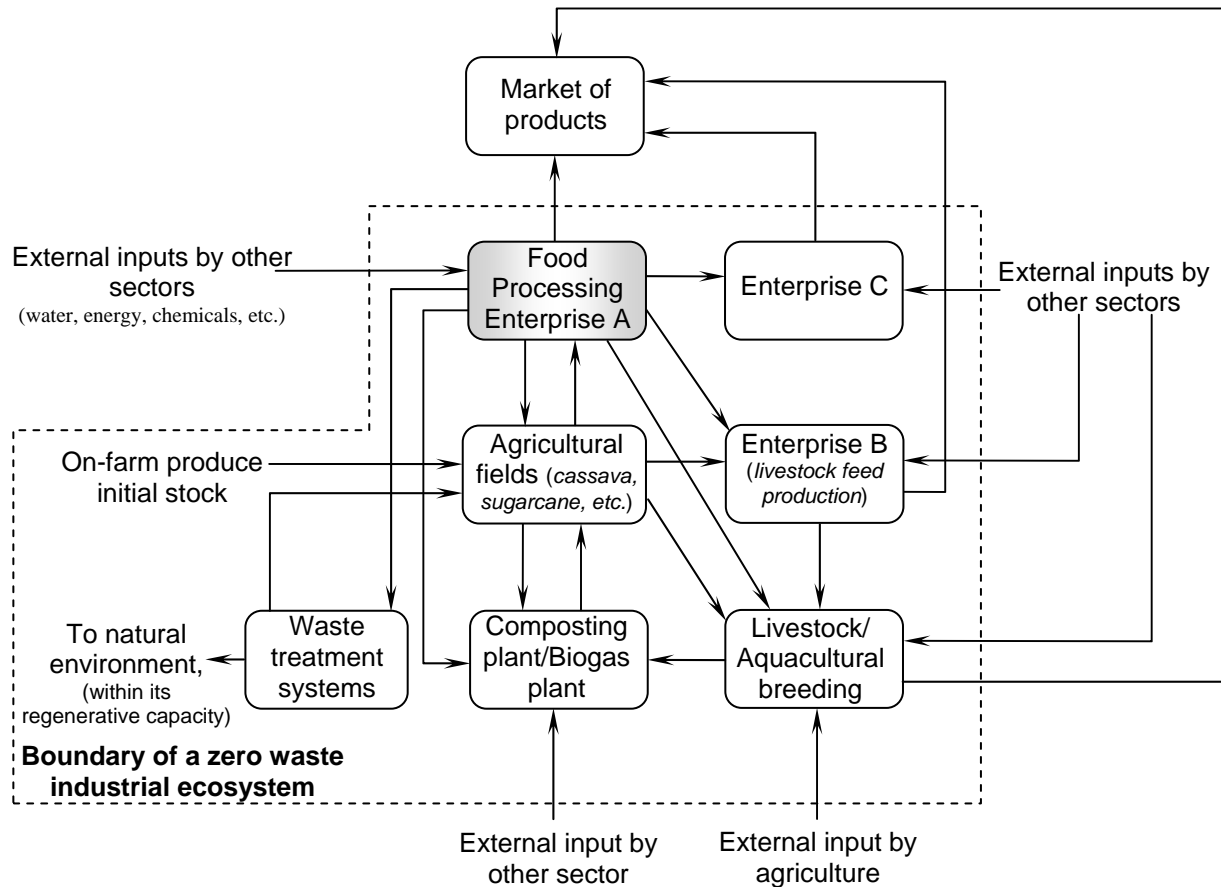 Market of
products
External inputs by other
sectors
(water, energy, chemicals, etc.)
Food
Processing
Enterprise A
Enterprise C
External inputs by
other sectors
On-farm produce
initial stock
Agricultural
fields (cassava,
sugarcane, etc.)
Enterprise B
(livestock feed
production)
To natural
environment,
(within its
regenerative capacity)
Waste
treatment
systems
Composting
plant/Biogas
plant
Livestock/
Aquacultural
breeding
Boundary of a zero waste
industrial ecosystem
External input by
other sector
External input by
agriculture